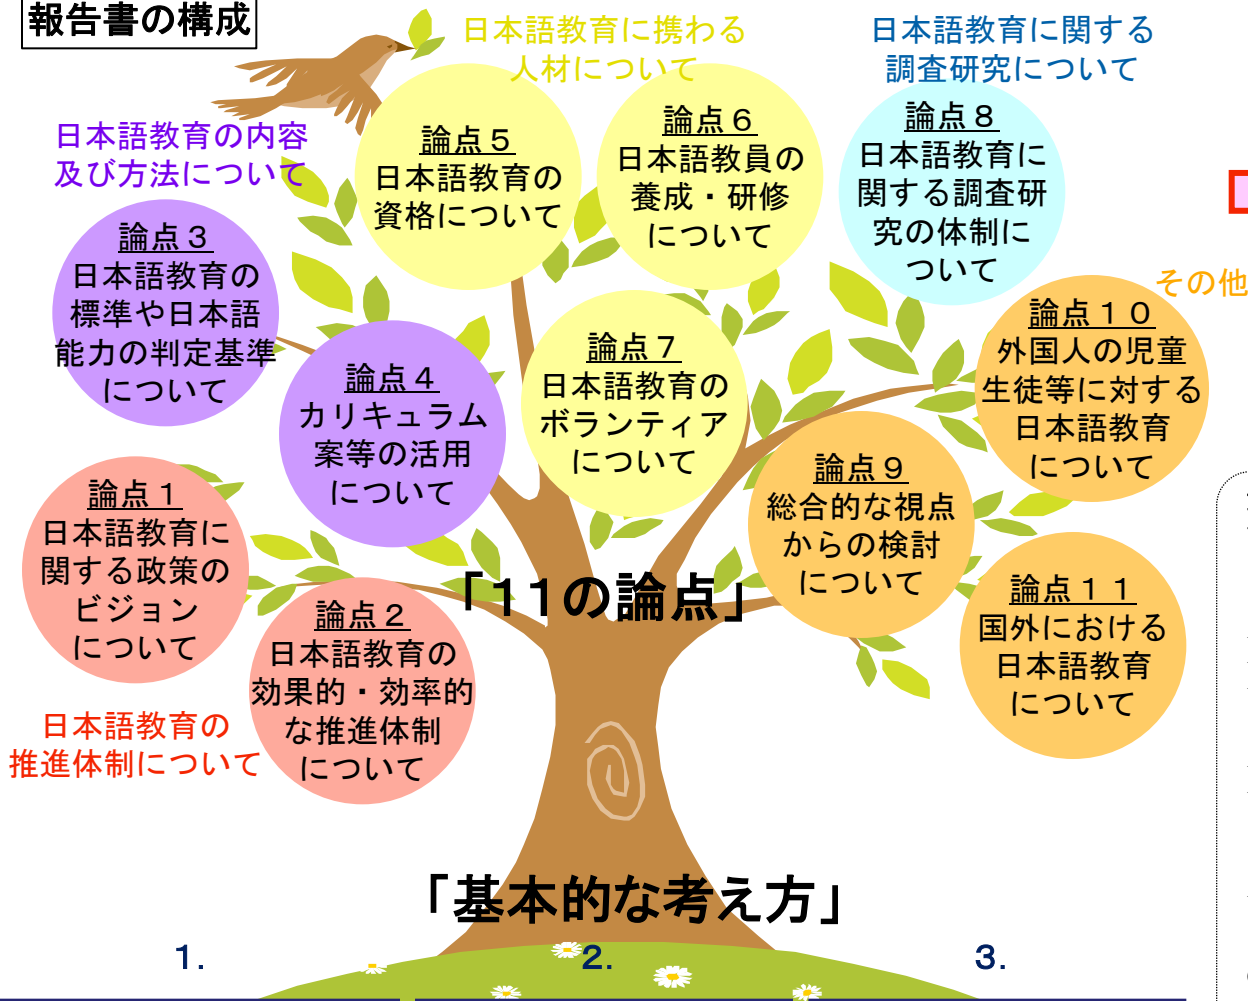 報告書の構成
日本語教育に携わる
人材について
日本語教育に関する
調査研究について
日本語教育の内容
及び方法について
論点５
日本語教育の
資格について
論点６
日本語教員の
養成・研修
について
論点８
日本語教育に
関する調査研
究の体制に
ついて
論点３
日本語教育の
標準や日本語
能力の判定基準
について
その他
論点１０
外国人の児童
生徒等に対する
日本語教育
について
論点４
カリキュラム
案等の活用
について
論点７
日本語教育の
ボランティア
について
論点９
総合的な視点
からの検討
について
論点１
日本語教育に
関する政策の
ビジョン
について
論点２
日本語教育の
効果的・効率的
な推進体制
について
論点１１
国外における
日本語教育
について
「11の論点」
日本語教育の
推進体制について
「基本的な考え方」
1.
2.
3.